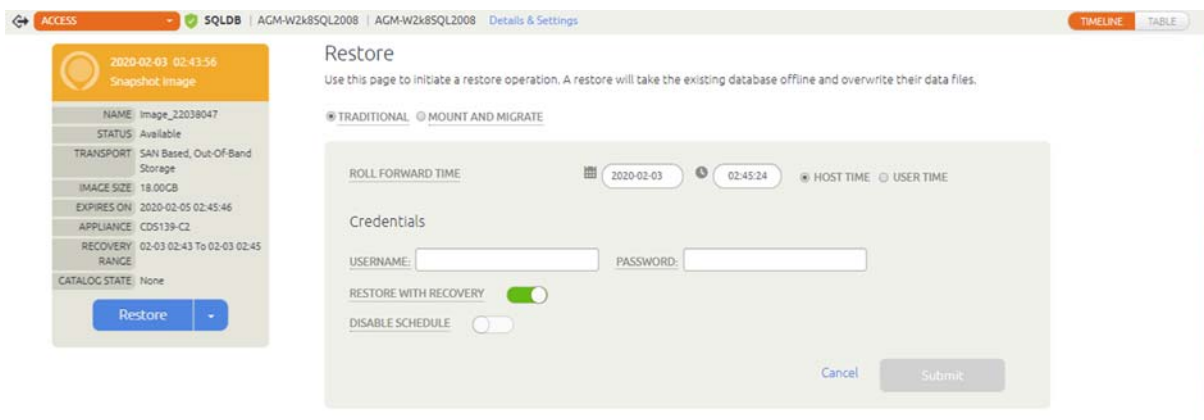 ACCESS SQLDB | AGM-W2k8SQL2008 | AGM-W2k8SQL2008 Details & Settings TIMELINE TABLE
2020-02-03 02:43:56
Snapshot Image
NAME Image_22038047
STATUS Available
TRANSPORT SAN Based, Out-Of-Band
Storage
IMAGE SIZE 18.00GB
EXPIRES ON 2020-02-05 02:45:46
APPLIANCE CDS139-C2
RECOVERY 02-03 02:43 To 02-03 02:45
RANGE
CATALOG STATE None
Restore
Restore
Use this page to initiate a restore operation. A restore will take the existing database offline and overwrite their data files.
TRADITIONAL MOUNT AND MIGRATE
ROLL FORWARD TIME 2020-02-03 02:45:24 HOST TIME USER TIME
Credentials
USERNAME: PASSWORD:
RESTORE WITH RECOVERY
DISABLE SCHEDULE
Cancel Submit